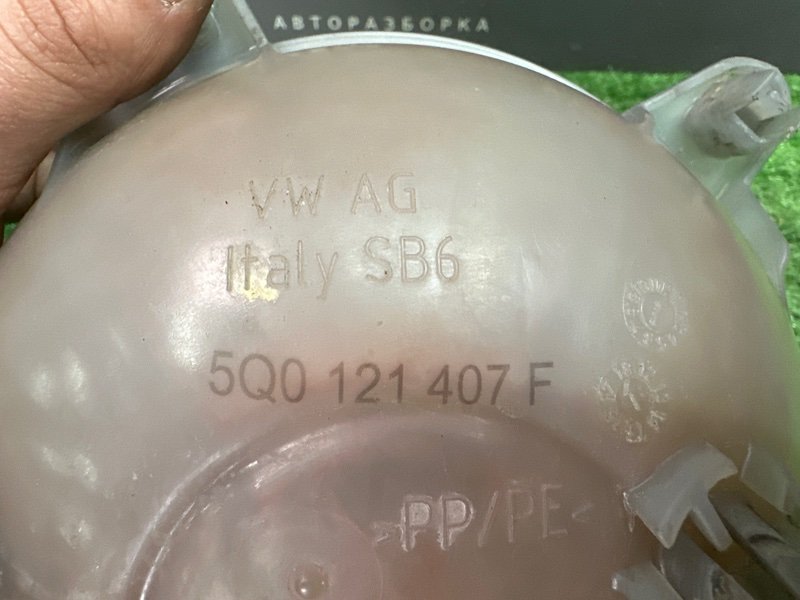 АВТОРАЗБОРКА
VW AG
Italy SB6
5Q0 121 407 F
>PP/PE<